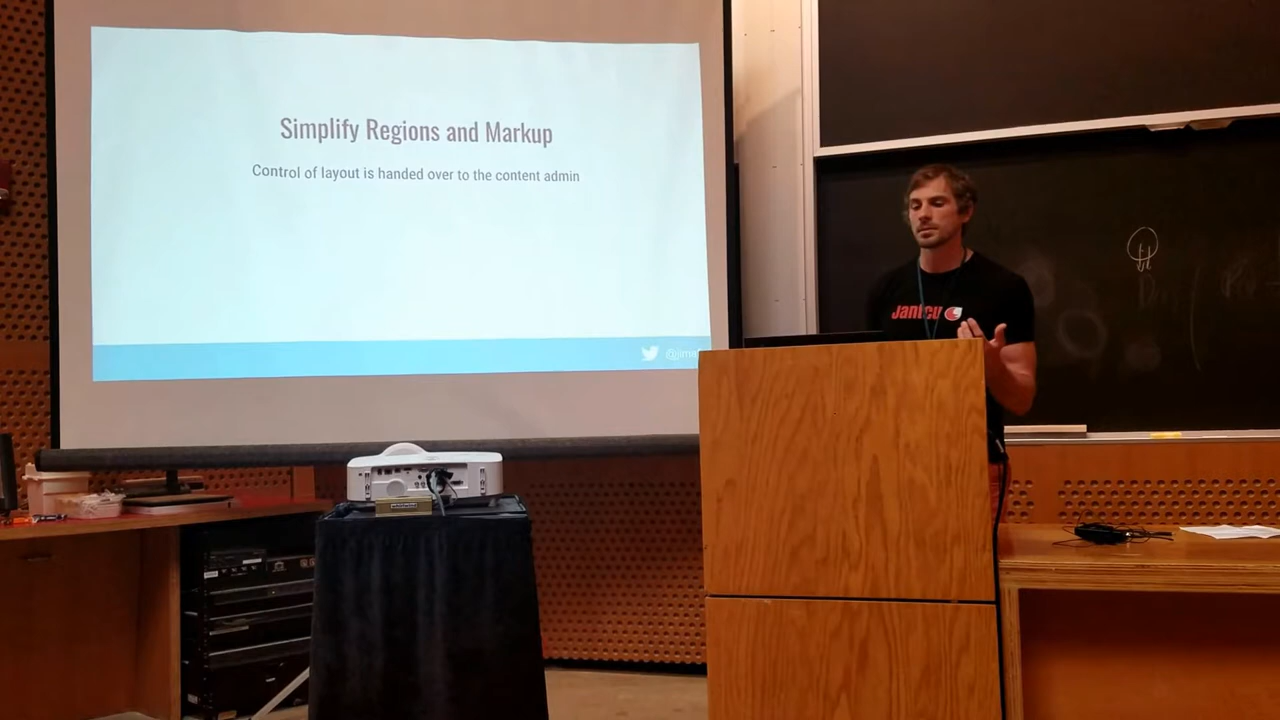 Simplify Regions and Markup
Control of layout is handed over to the content admin